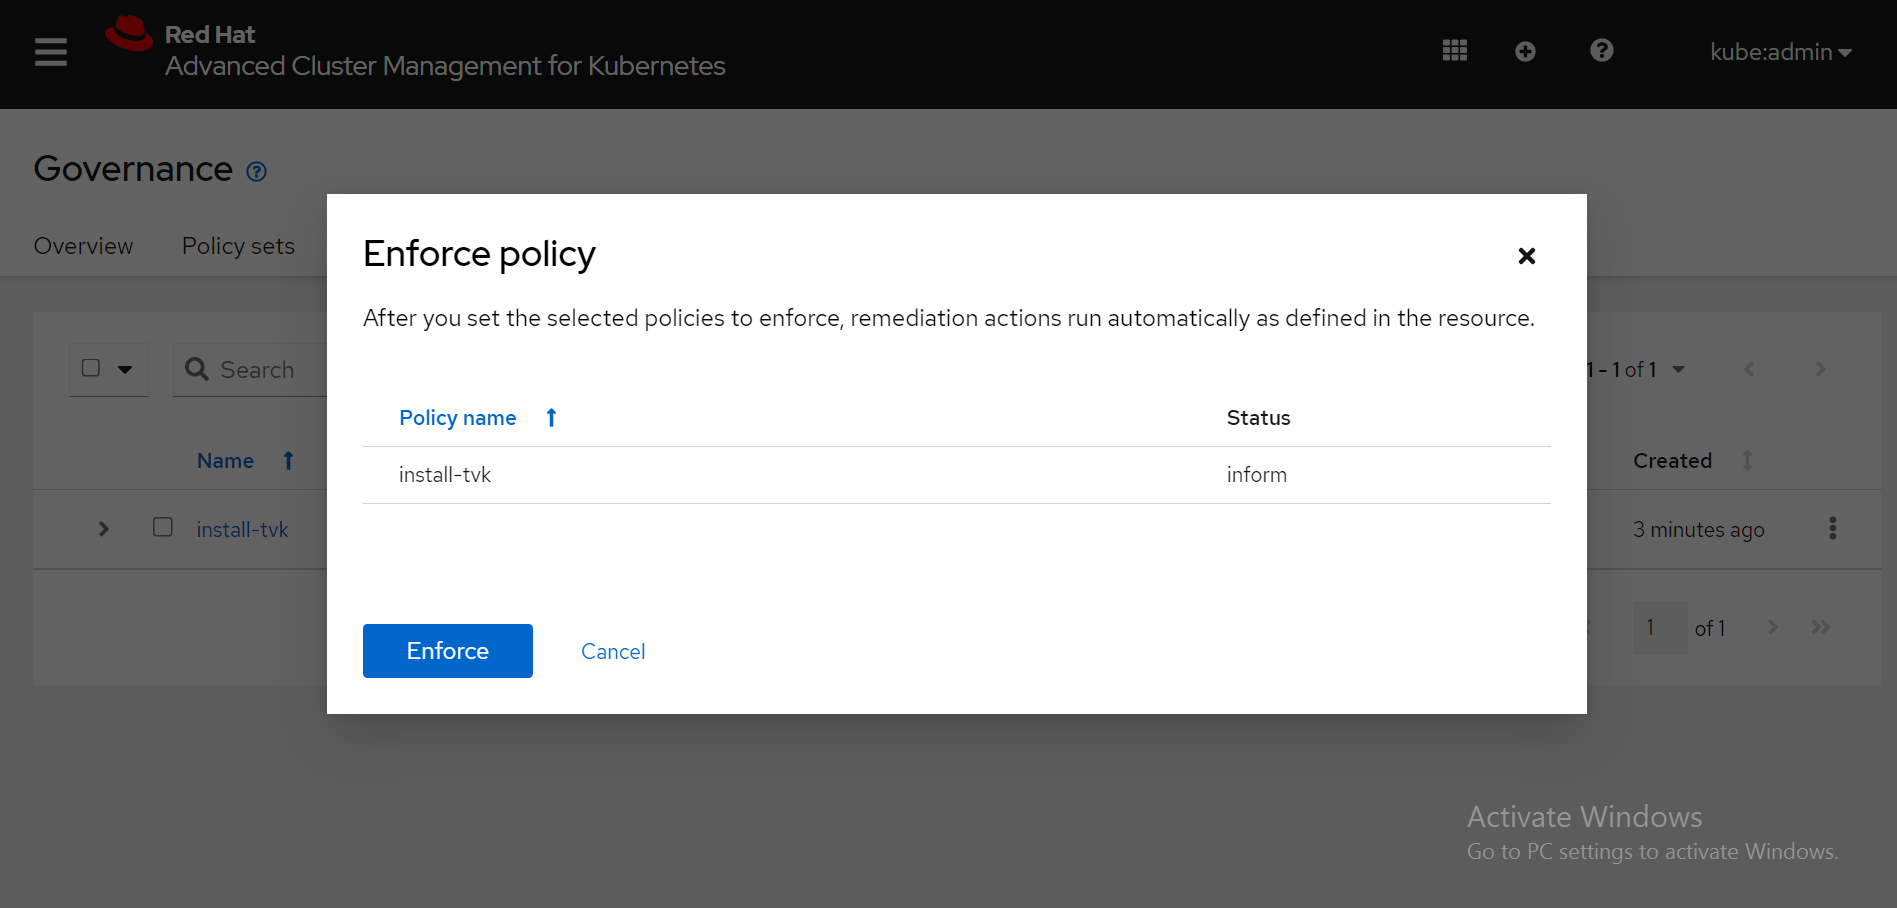 Red Hat
Advanced Cluster Management for Kubernetes
kube:admin
Governance
Overview
Policy sets
Enforce policy
After you set the selected policies to enforce, remediation actions run automatically as defined in the resource.
Search
1 - 1 of 1
Policy name
Status
Name
Created
install-tvk
inform
install-tvk
3 minutes ago
1
of 1
Enforce
Cancel
Activate Windows
Go to PC settings to activate Windows.